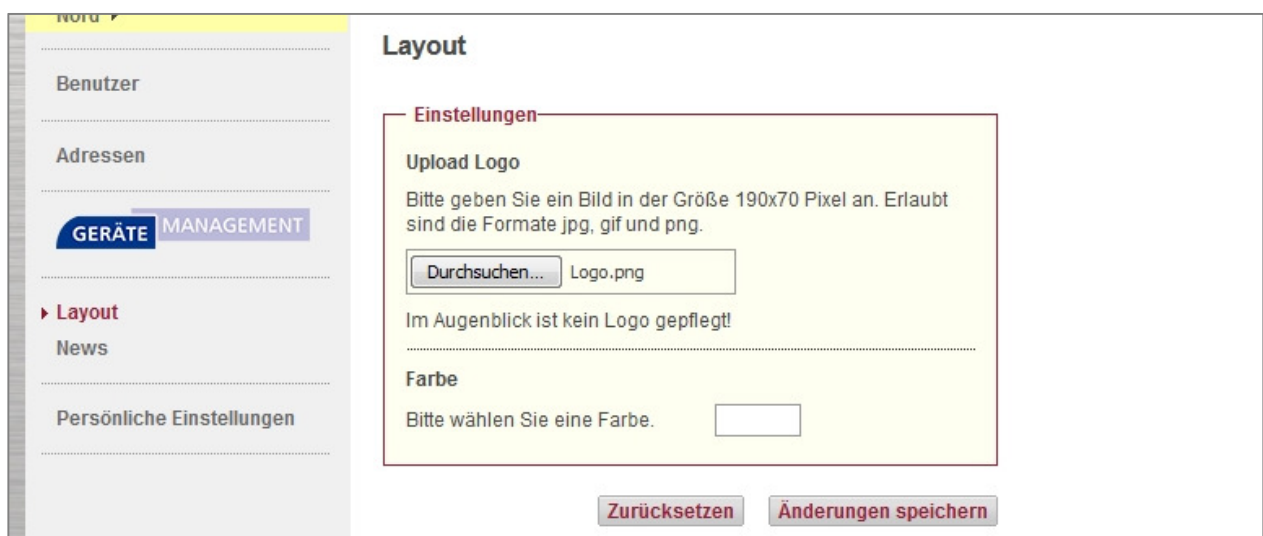 Nord
Benutzer
Adressen
GERÄTE MANAGEMENT
Layout
News
Persönliche Einstellungen
Layout
Einstellungen
Upload Logo
Bitte geben Sie ein Bild in der Größe 190x70 Pixel an. Erlaubt
sind die Formate jpg, gif und png.
Durchsuchen... Logo.png
Im Augenblick ist kein Logo gepflegt!
Farbe
Bitte wählen Sie eine Farbe.
Zurücksetzen Änderungen speichern